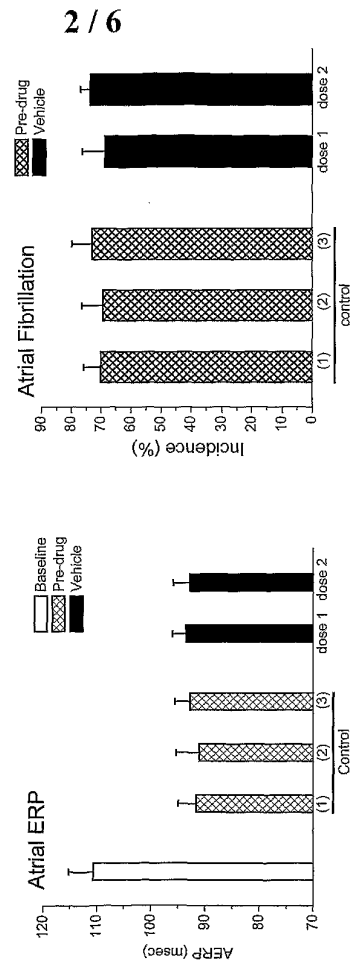 2 / 6
Atrial ERP
Baseline
Pre-drug
Vehicle
AERP (msec)
120
110
100
90
80
70
(1)
(2)
(3)
dose 1
dose 2
Control
Atrial Fibrillation
Pre-drug
Vehicle
Incidence (%)
90
80
70
60
50
40
30
20
10
0
(1)
(2)
(3)
dose 1
dose 2
control